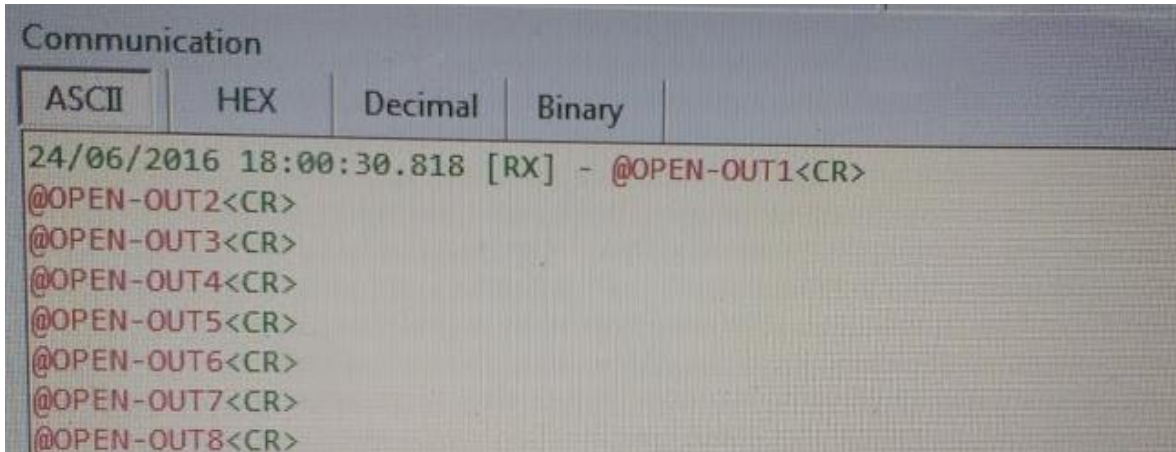 Communication
ASCII HEX Decimal Binary
24/06/2016 18:00:30.818 [RX] - @OPEN-OUT1<CR>
@OPEN-OUT2<CR>
@OPEN-OUT3<CR>
@OPEN-OUT4<CR>
@OPEN-OUT5<CR>
@OPEN-OUT6<CR>
@OPEN-OUT7<CR>
@OPEN-OUT8<CR>